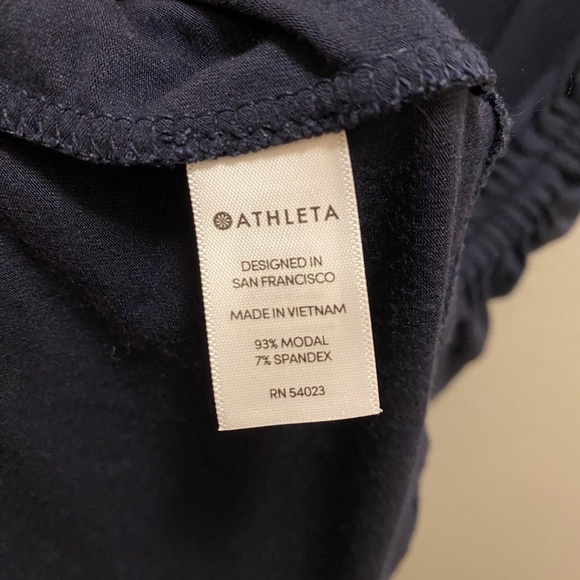 ATHLETA
DESIGNED IN
SAN FRANCISCO
MADE IN VIETNAM
93% MODAL
7% SPANDEX
RN 54023